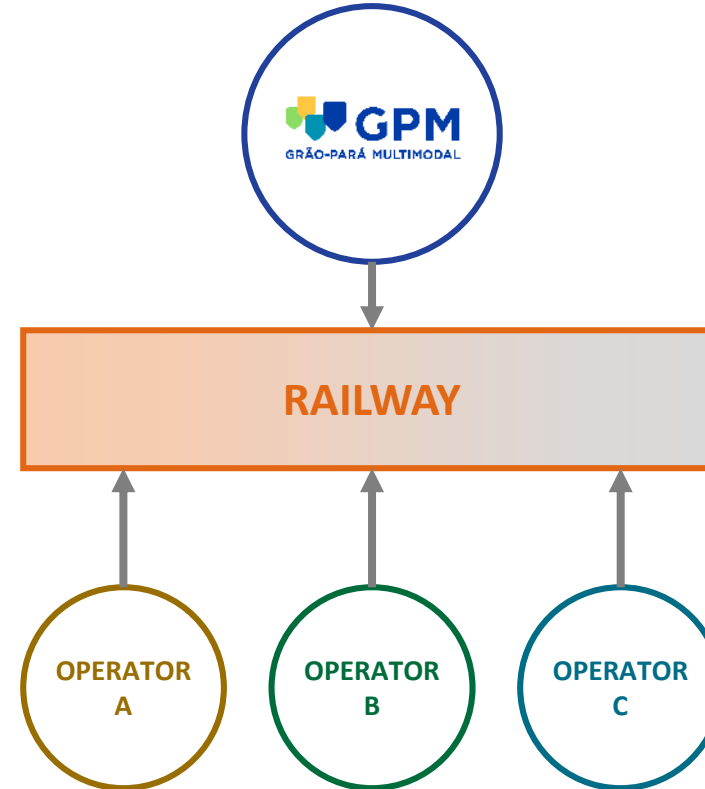 GPM
GRÃO-PARÁ MULTIMODAL
RAILWAY
OPERATOR
A
OPERATOR
B
OPERATOR
C